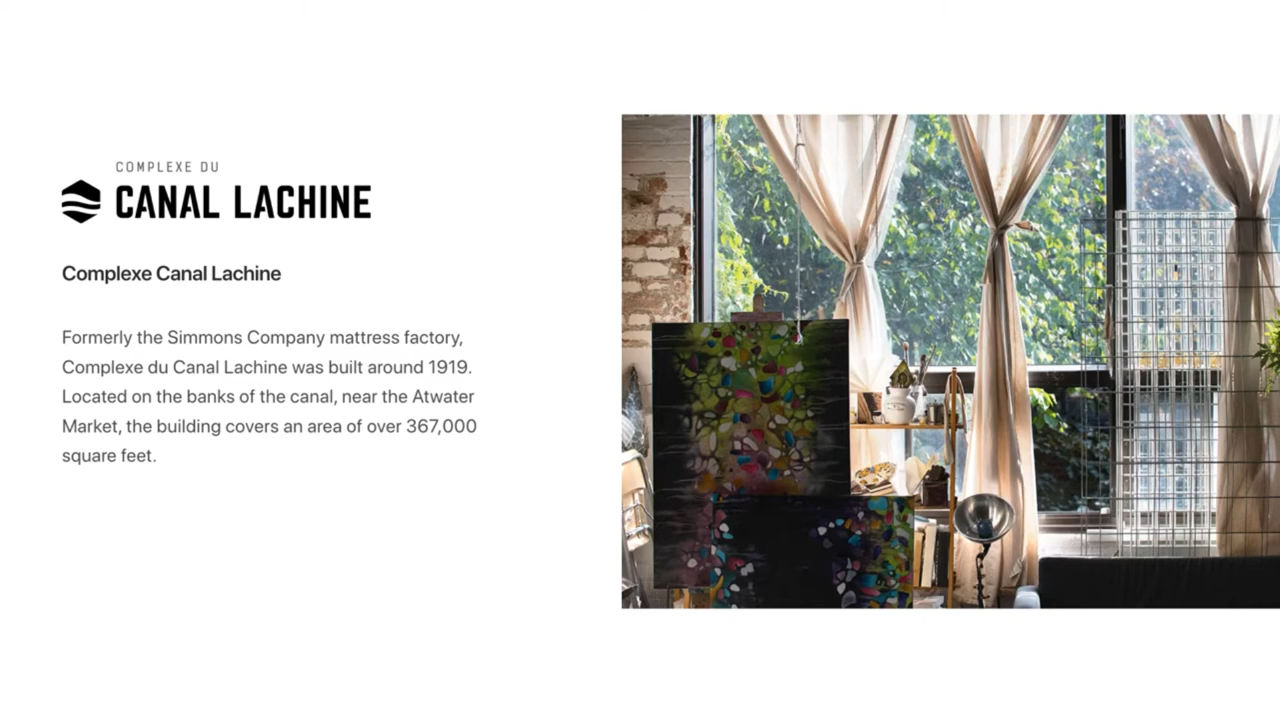 COMPLEXE DU
CANAL LACHINE
Complexe Canal Lachine
Formerly the Simmons Company mattress factory,
Complexe du Canal Lachine was built around 1919.
Located on the banks of the canal, near the Atwater
Market, the building covers an area of over 367,000
square feet.